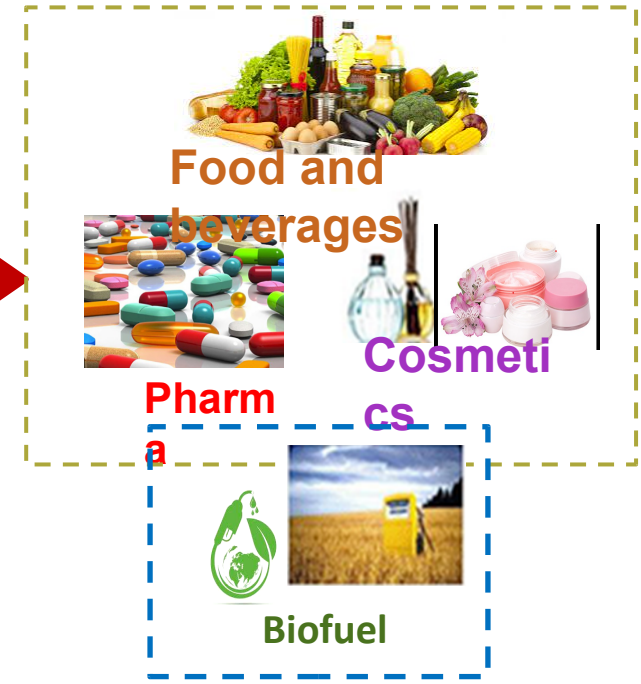 Food and
beverages
Cosmeti
cs
Pharm
a
Biofuel